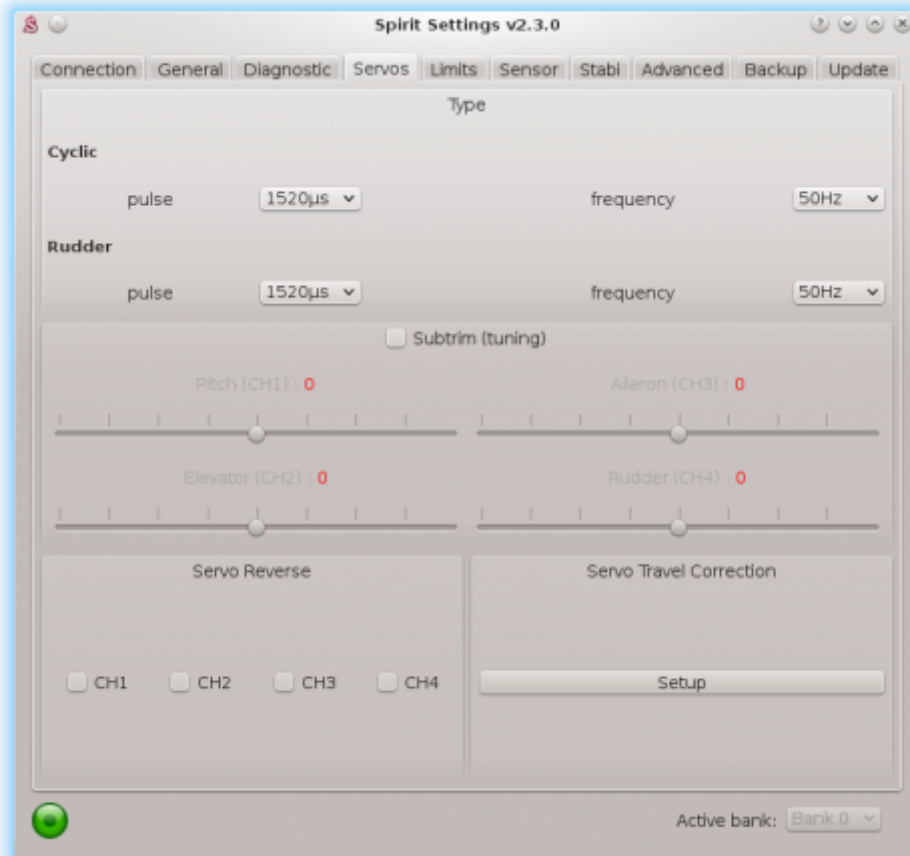 Spirit Settings v2.3.0
Connection General Diagnostic Servos Limits Sensor Stabi Advanced Backup Update
Type
Cyclic
pulse 1520µs frequency 50Hz
Rudder
pulse 1520µs frequency 50Hz
Subtrim (tuning)
Pitch (CH1) : 0 Aileron (CH3) : 0
Elevator (CH2) : 0 Rudder (CH4) : 0
Servo Reverse Servo Travel Correction
CH1 CH2 CH3 CH4 Setup
Active bank: Bank 0